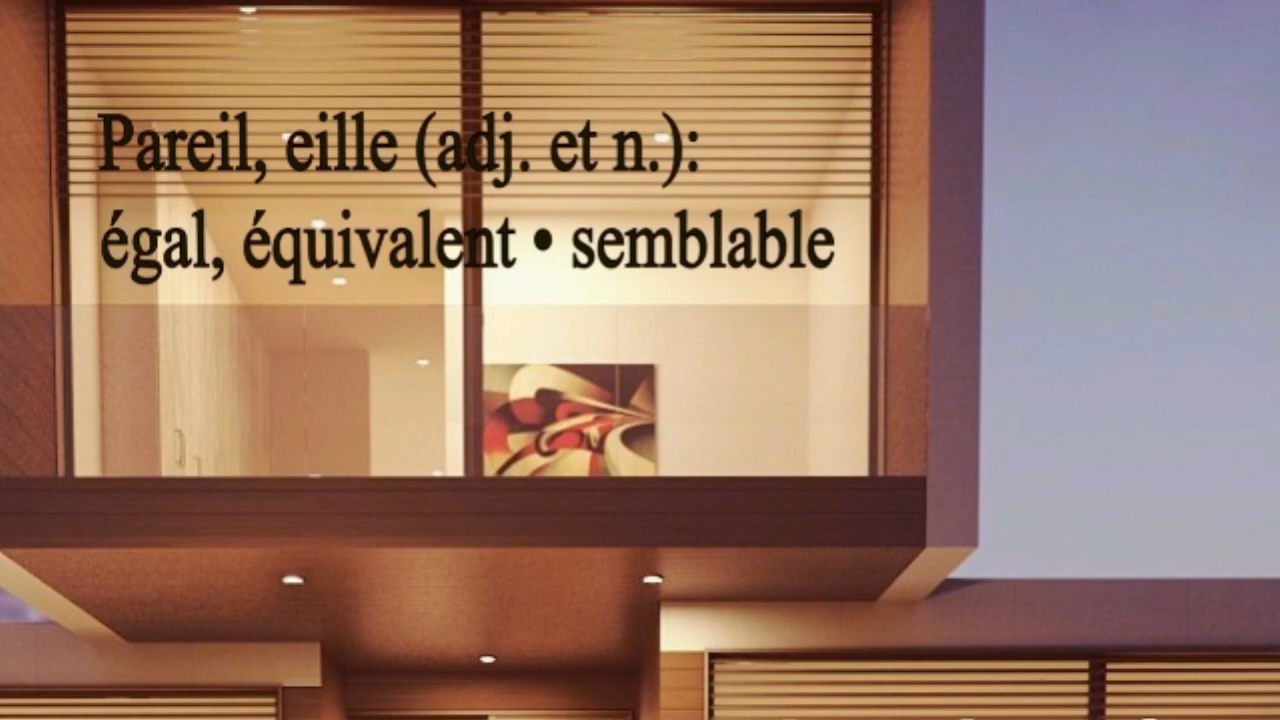 Pareil, eille (adj. et n.):
égal, équivalent • semblable